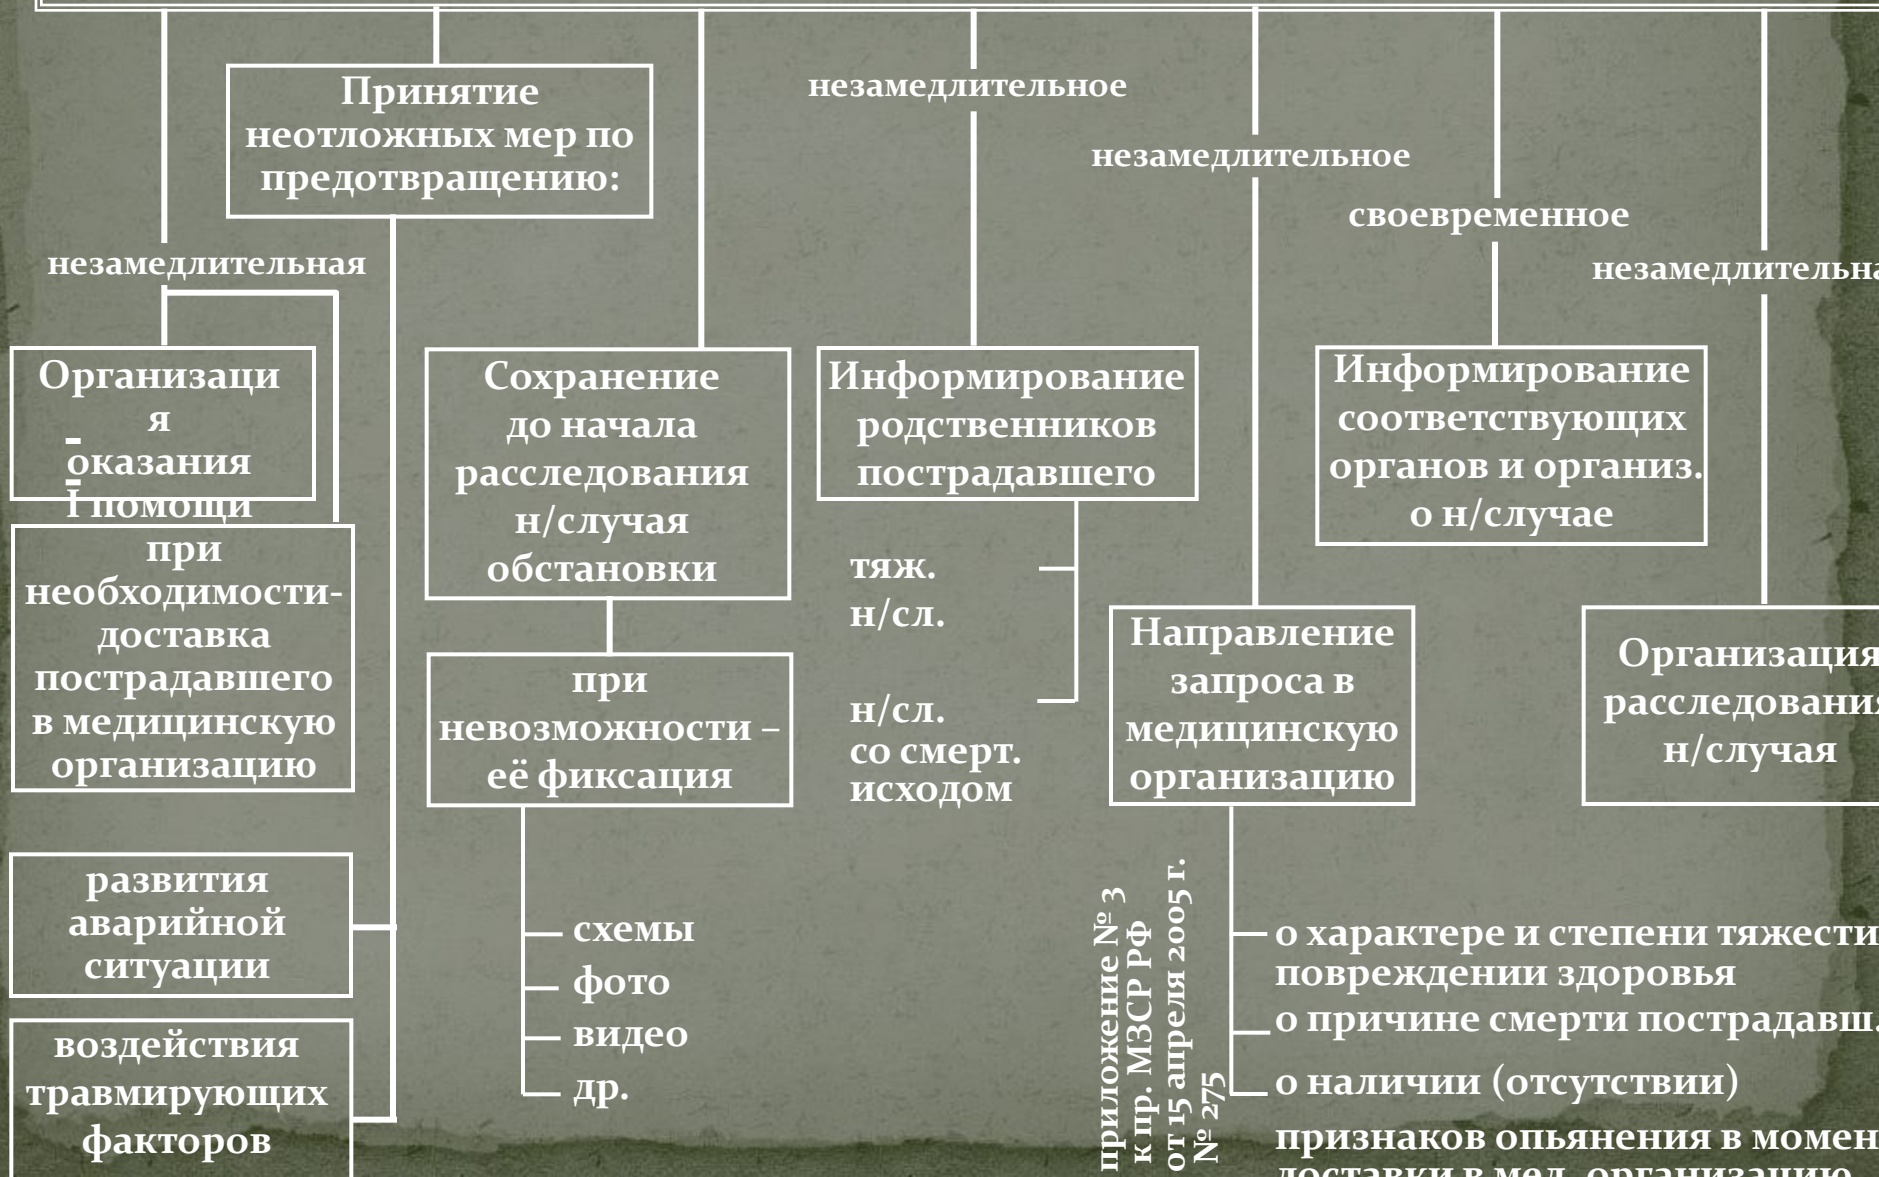 Принятие
неотложных мер по
предотвращению:
незамедлительная
Организаци
я
оказания
I помощи
при
необходимости-
доставка
пострадавшего
в медицинскую
организацию
развития
аварийной
ситуации
воздействия
травмирующих
факторов
Сохранение
до начала
расследования
н/случая
обстановки
при
невозможности –
её фиксация
схемы
фото
видео
др.
незамедлительное
Информирование
родственников
пострадавшего
тяж.
н/сл.
н/сл.
со смерт.
исходом
незамедлительное
Направление
запроса в
медицинскую
организацию
приложение № 3
к пр. МЗСР РФ
от 15 апреля 2005 г.
№ 275
о характере и степени тяжести
повреждении здоровья
о причине смерти пострадавш.
о наличии (отсутствии)
признаков опьянения в момен
доставки в мед. организацию
своевременное
Информирование
соответствующих
органов и организ.
о н/случае
незамедлительна
Организация
расследования
н/случая